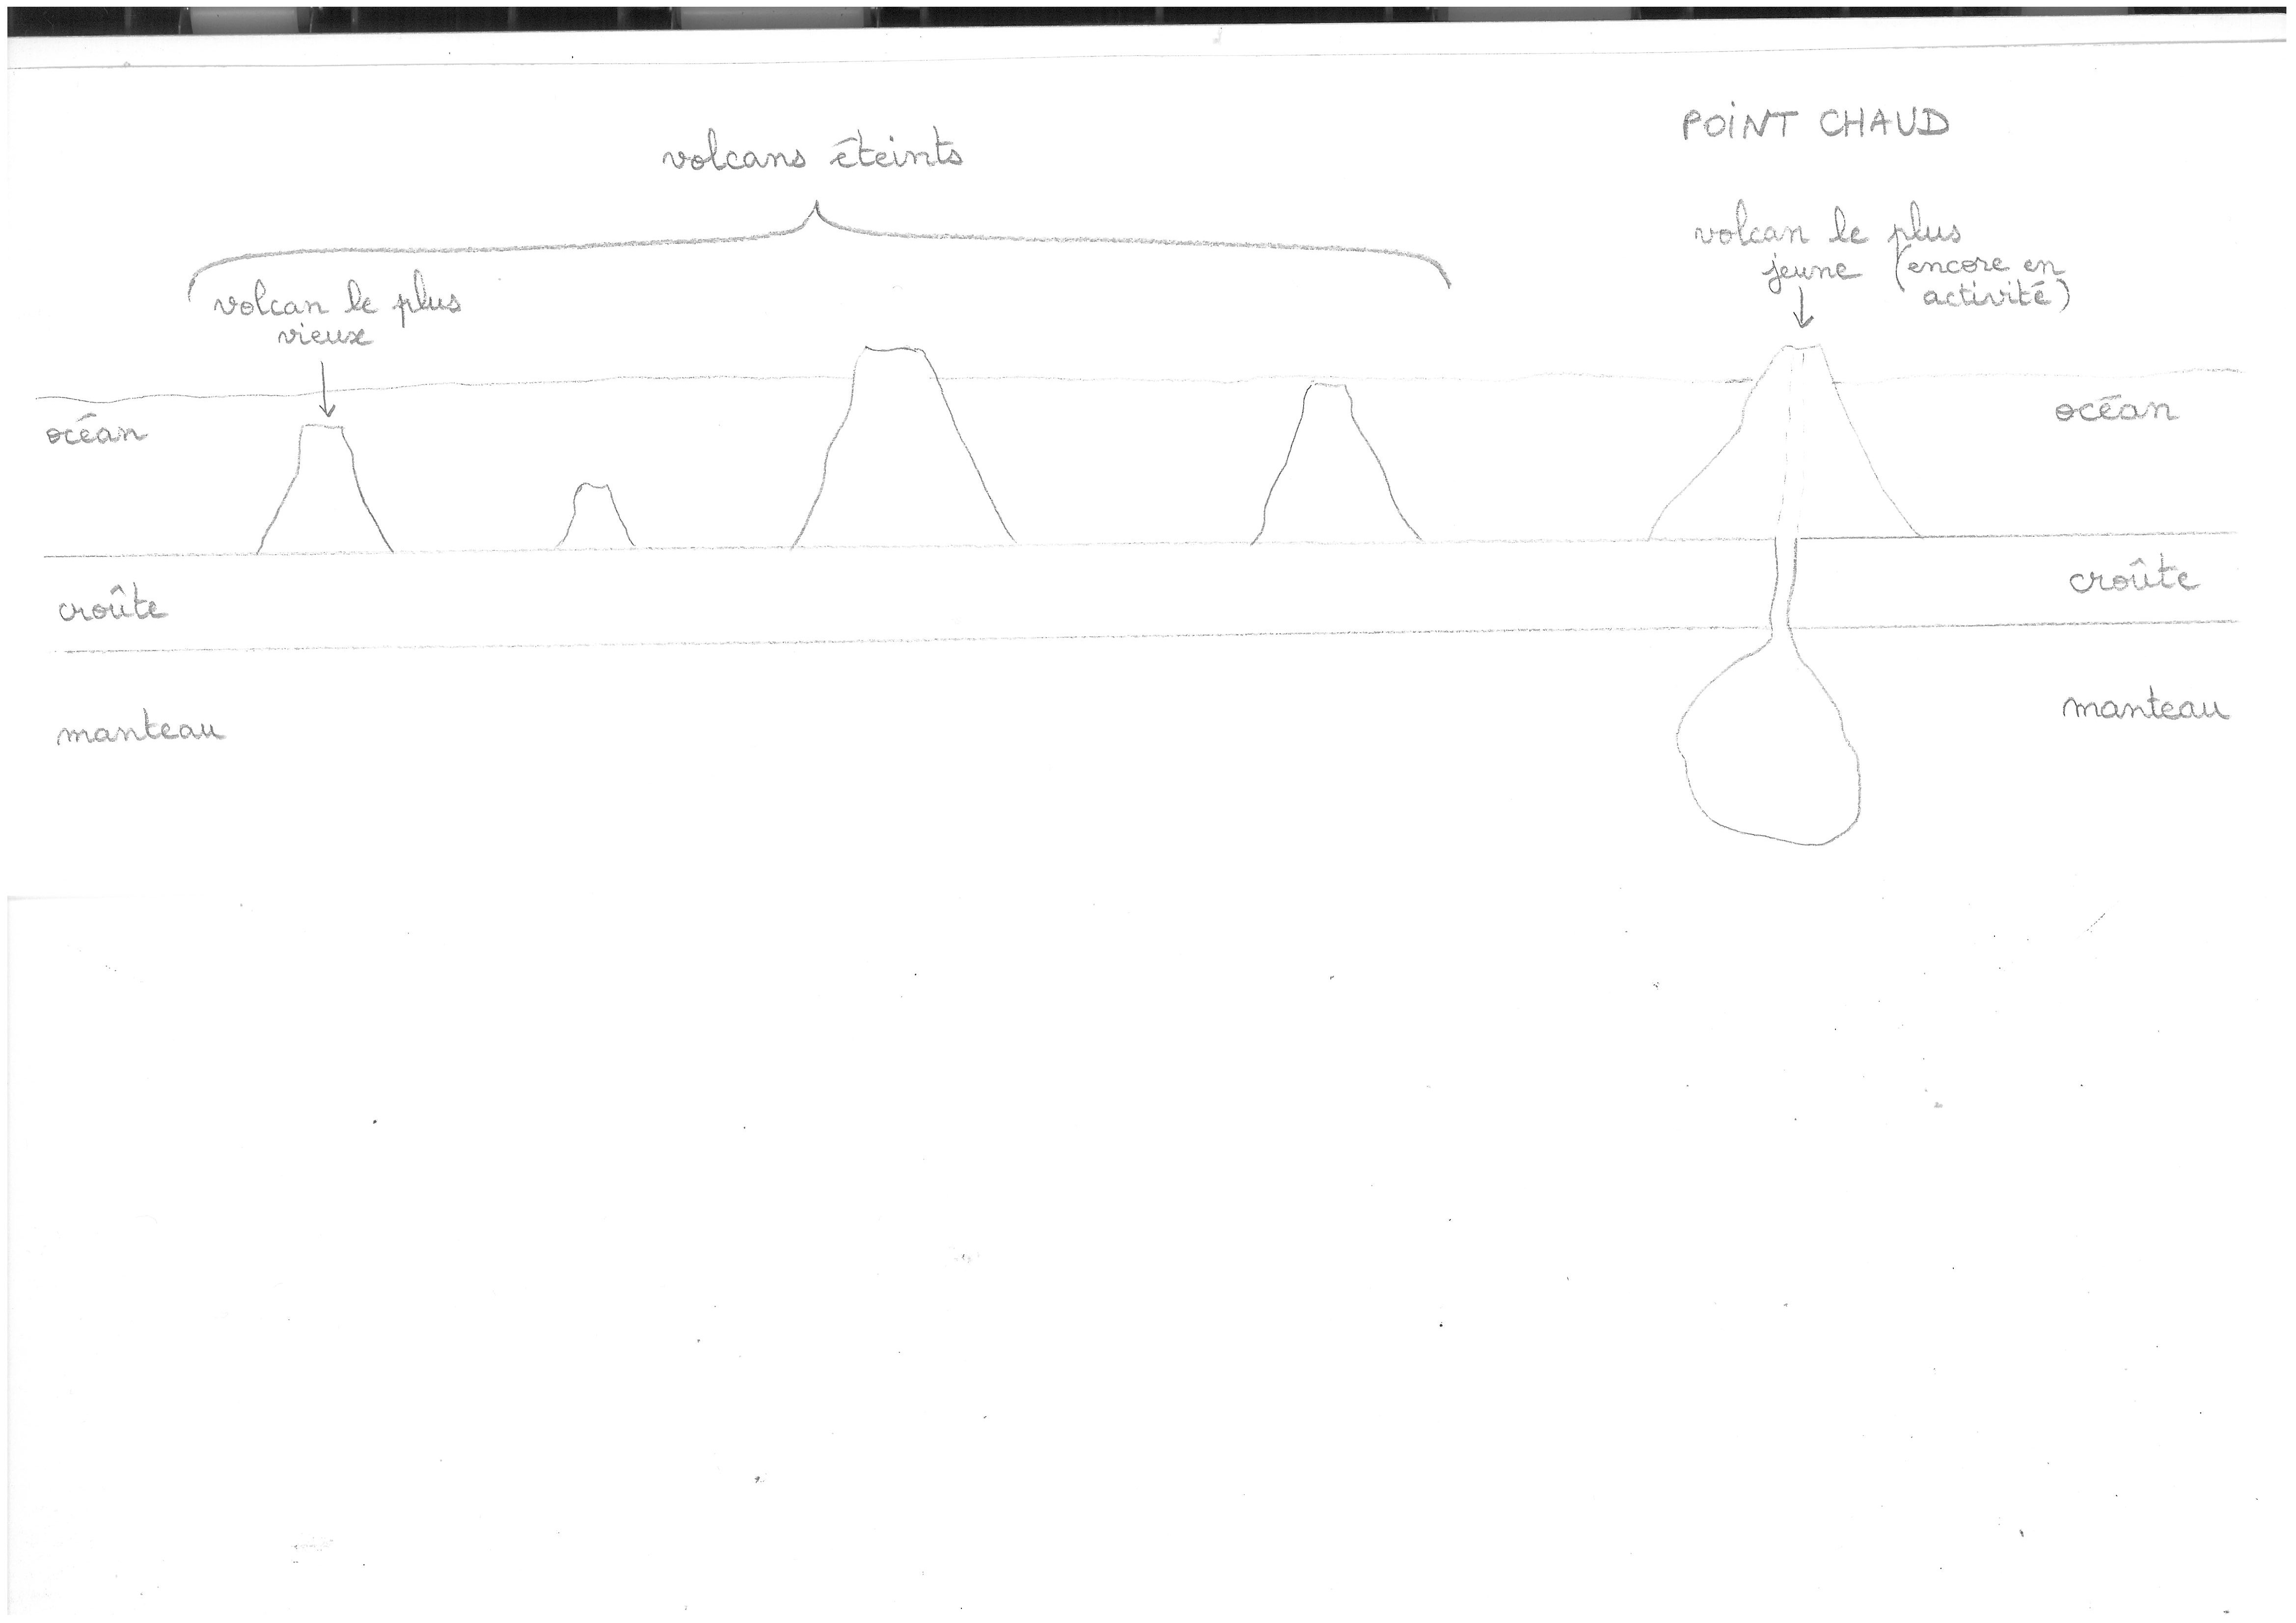 POINT CHAUD
volcans éteints
volcan le plus
jeune (encore en
activité)
volcan le plus
vieux
océan
océan
croûte
croûte
manteau
manteau